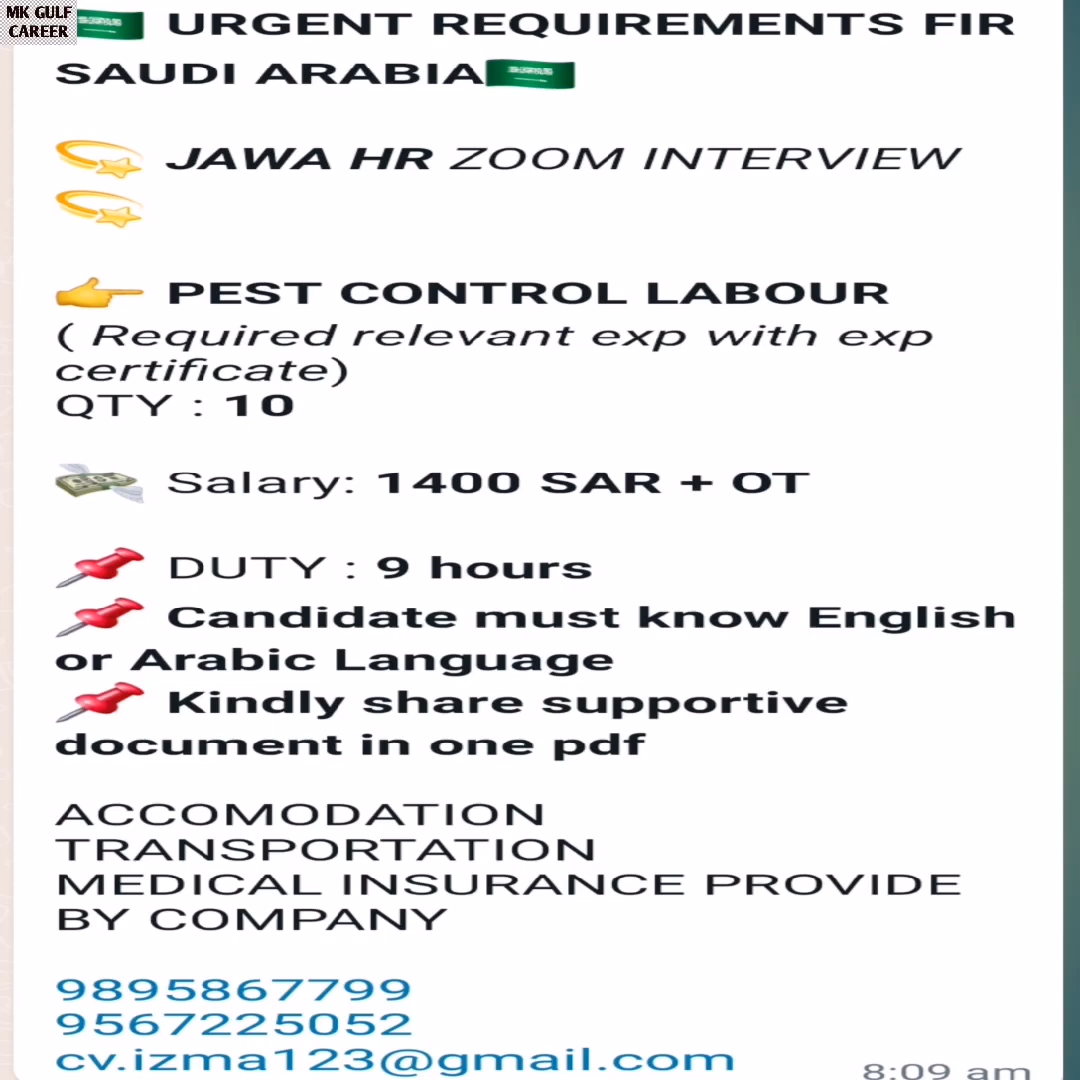 MK GULF
CAREER
URGENT REQUIREMENTS FIR
SAUDI ARABIA
JAWA HR ZOOM INTERVIEW
PEST CONTROL LABOUR
( Required relevant exp with exp
certificate)
QTY : 10
Salary: 1400 SAR + OT
DUTY : 9 hours
Candidate must know English
or Arabic Language
Kindly share supportive
document in one pdf
ACCOMODATION
TRANSPORTATION
MEDICAL INSURANCE PROVIDE
BY COMPANY
9895867799
9567225052
cv.izma123@gmail.com
8:09 am